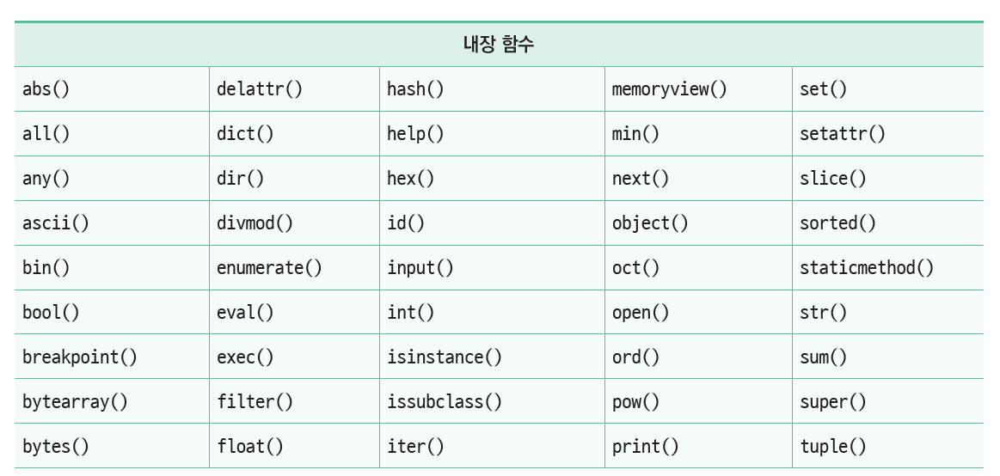 내장 함수
abs() delattr() hash() memoryview() set()
all() dict() help() min() setattr()
any() dir() hex() next() slice()
ascii() divmod() id() object() sorted()
bin() enumerate() input() oct() staticmethod()
bool() eval() int() open() str()
breakpoint() exec() isinstance() ord() sum()
bytearray() filter() issubclass() pow() super()
bytes() float() iter() print() tuple()